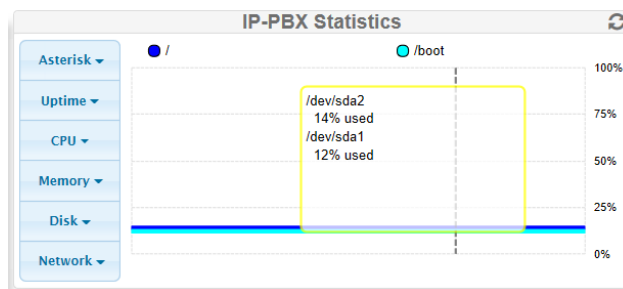 IP-PBX Statistics
Asterisk
Uptime
CPU
Memory
Disk
Network
/
/boot
100%
75%
50%
25%
0%
/dev/sda2
14% used
/dev/sda1
12% used